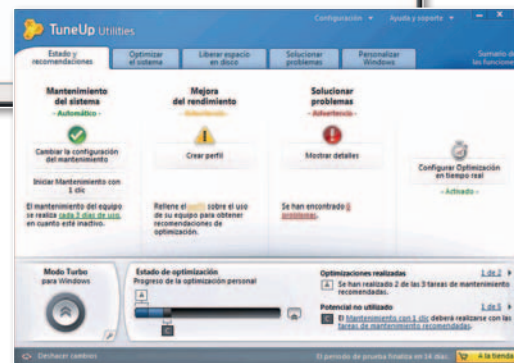 TuneUp Utilities
Configuración
Ayuda y soporte
Estado y
recomendaciones
Optimizar
el sistema
Liberar espacio
en disco
Solucionar
problemas
Personalizar
Windows
Sumario de
las funciones
Mantenimiento
del sistema
- Automático -
Cambiar la configuración
del mantenimiento
Iniciar Mantenimiento con
1 clic
El mantenimiento del equipo
se realiza cada 3 días de uso,
en cuanto esté inactivo.
Mejora
del rendimiento
- Advertencia -
Crear perfil
Rellene el perfil sobre el uso
de su equipo para obtener
recomendaciones de
optimización.
Solucionar
problemas
- Advertencia -
Mostrar detalles
Se han encontrado
problemas.
Configurar Optimización
en tiempo real
- Activado -
Modo Turbo
para Windows
Estado de optimización
Progreso de la optimización personal
A
C
Optimizaciones realizadas
1 de 2
A Se han realizado 2 de las 3 tareas de mantenimiento
recomendadas.
Potencial no utilizado
1 de 5
C El Mantenimiento con 1 clic deberá realizarse con las
tareas de mantenimiento recomendadas.
Deshacer cambios
El período de prueba finaliza en 14 días.
A la tienda